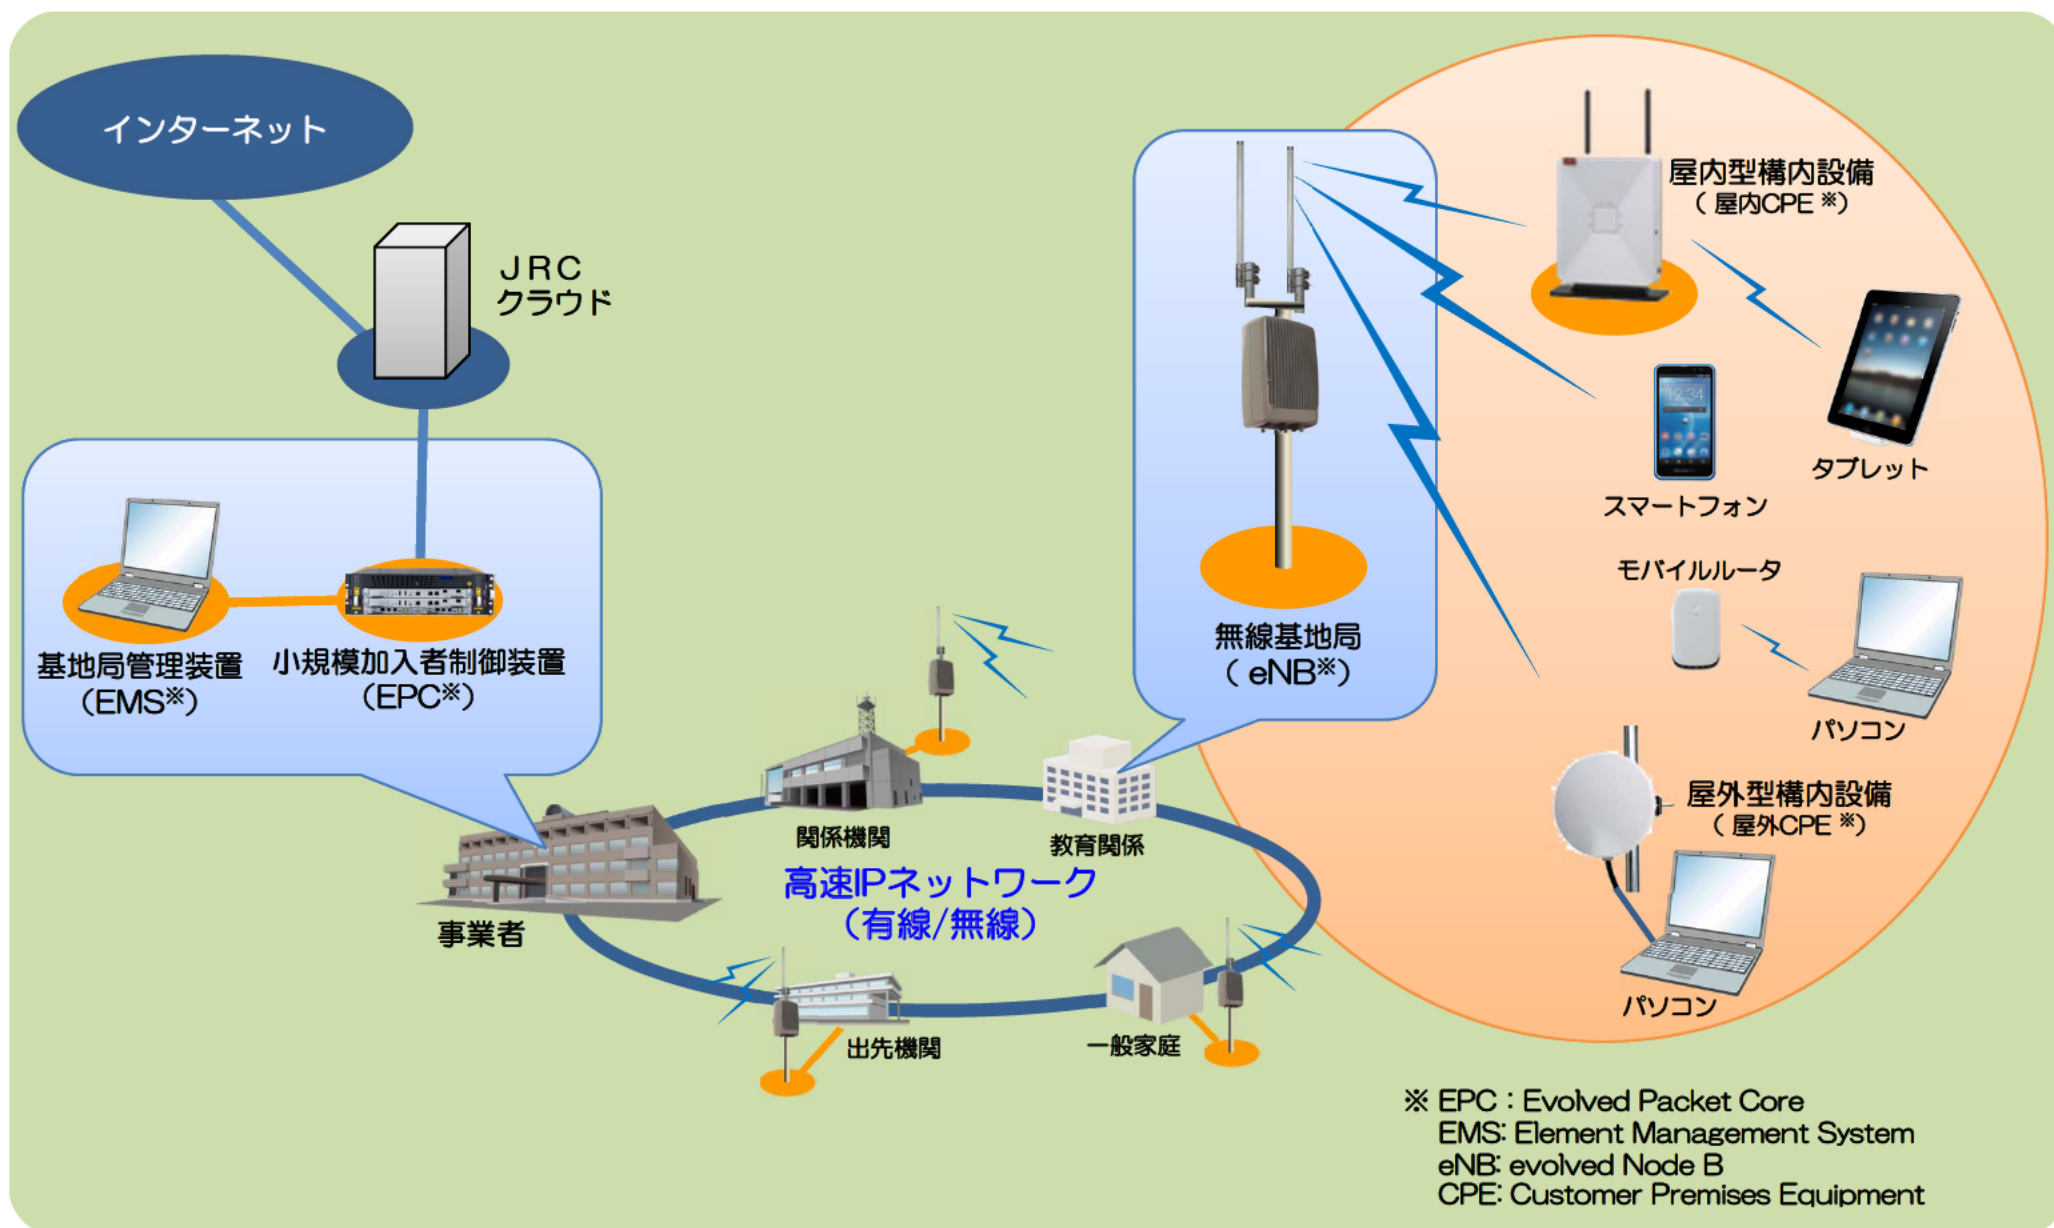 インターネット
JRC
クラウド
基地局管理装置
(EMS※)
小規模加入者制御装置
(EPC※)
無線基地局
( eNB※)
屋内型構内設備
( 屋内CPE ※)
タブレット
12:34
スマートフォン
モバイルルータ
パソコン
屋外型構内設備
( 屋外CPE ※)
パソコン
関係機関
教育関係
高速IPネットワーク
(有線/無線)
事業者
出先機関
一般家庭
※ EPC : Evolved Packet Core
EMS: Element Management System
eNB: evolved Node B
CPE: Customer Premises Equipment